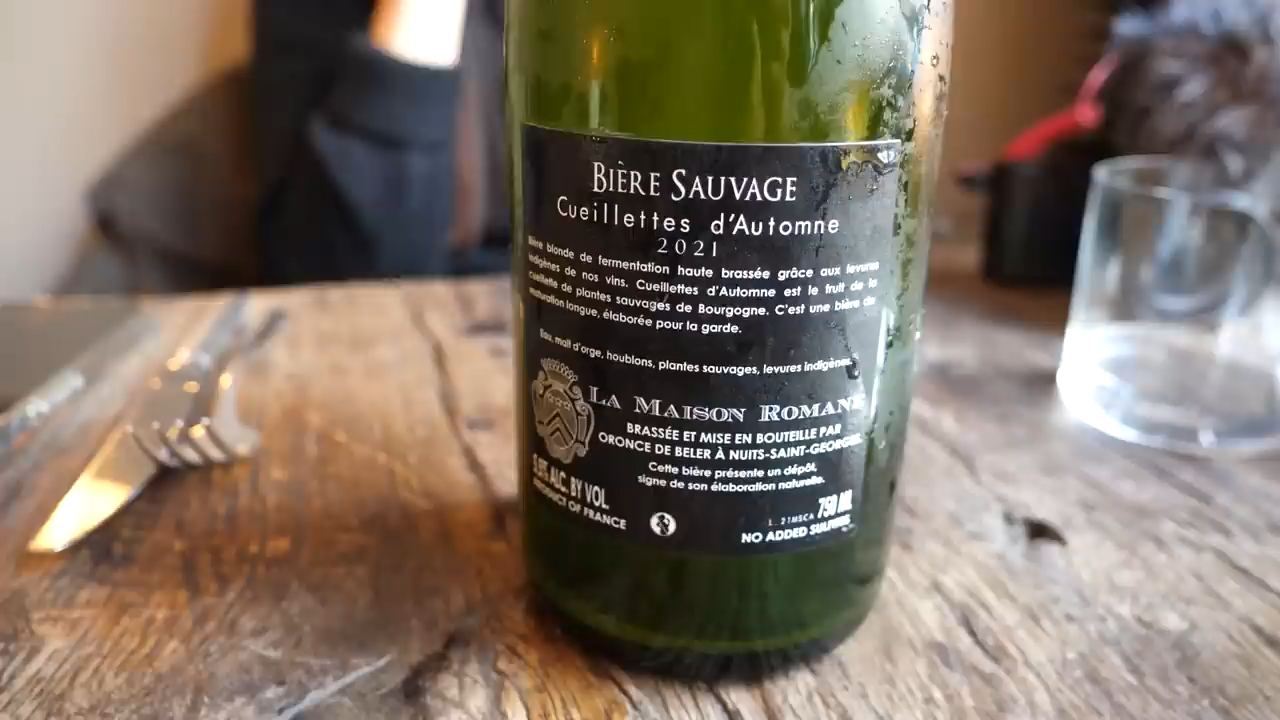 BIÈRE SAUVAGE
Cueillettes d'Automne
2021
Bière blonde de fermentation haute brassée grâce aux levures
indigènes de nos vins. Cueillettes d'Automne est le fruit de la
cueillette de plantes sauvages de Bourgogne. C'est une bière de
maturation longue, élaborée pour la garde.
Eau, malt d'orge, houblons, plantes sauvages, levures indigènes.
LA MAISON ROMANE
BRASSÉE ET MISE EN BOUTEILLE PAR
ORONCE DE BELER À NUITS-SAINT-GEORGES
Cette bière présente un dépôt,
signe de son élaboration naturelle.
ALC. BY VOL.
PRODUCT OF FRANCE
L. 21MSCA 750 ML
NO ADDED SULFITES